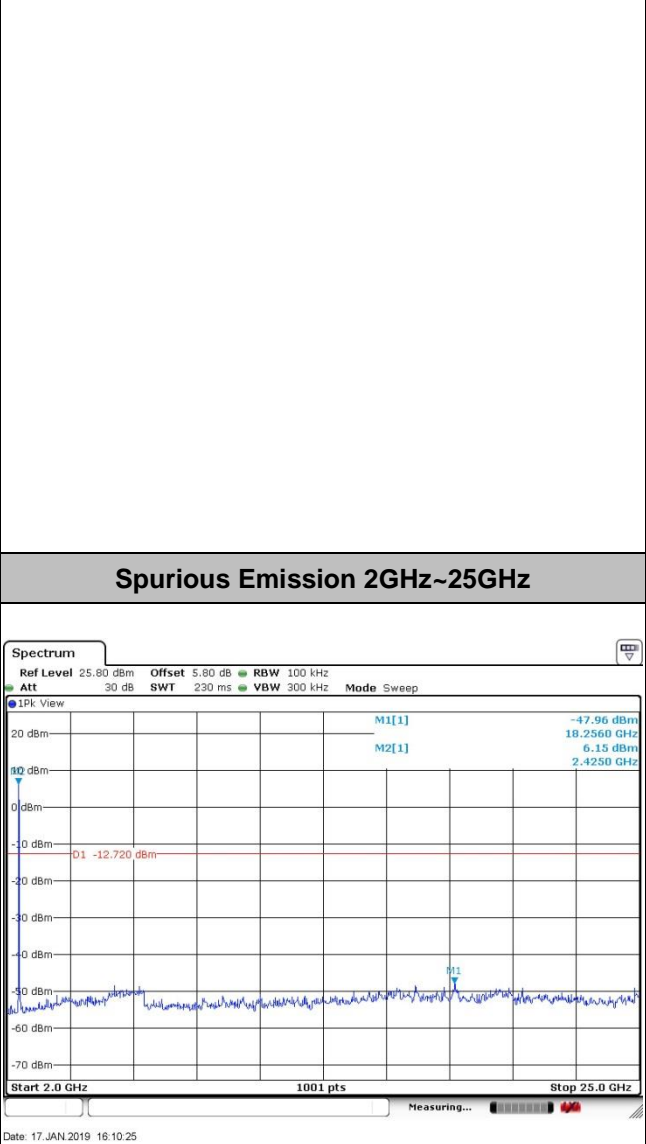 Spurious Emission 2GHz~25GHz
Spectrum
Ref Level 25.80 dBm Offset 5.80 dB RBW 100 kHz
Att 30 dB SWT 230 ms VBW 300 kHz Mode Sweep
1Pk View
M1[1] -47.96 dBm
18.2560 GHz
M2[1] 6.15 dBm
2.4250 GHz
20 dBm
M2
10 dBm
0 dBm
-10 dBm
D1 -12.720 dBm
-20 dBm
-30 dBm
-40 dBm
M1
-50 dBm
-60 dBm
-70 dBm
Start 2.0 GHz 1001 pts Stop 25.0 GHz
Measuring...
Date: 17.JAN.2019 16:10:25